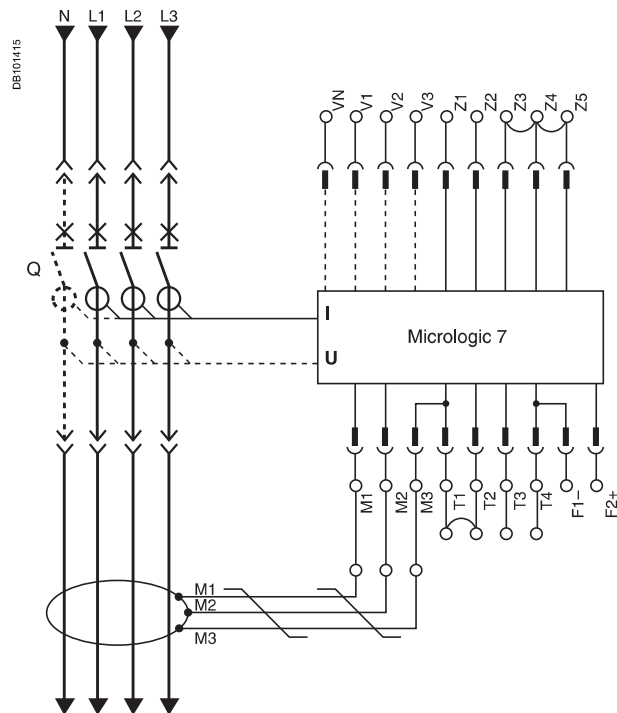 DB101415
N L1 L2 L3
VN V1 V2 V3 Z1 Z2 Z3 Z4 Z5
Q
I
Micrologic 7
U
M1 M2 M3 T1 T2 T3 T4 F1– F2+
M1
M2
M3